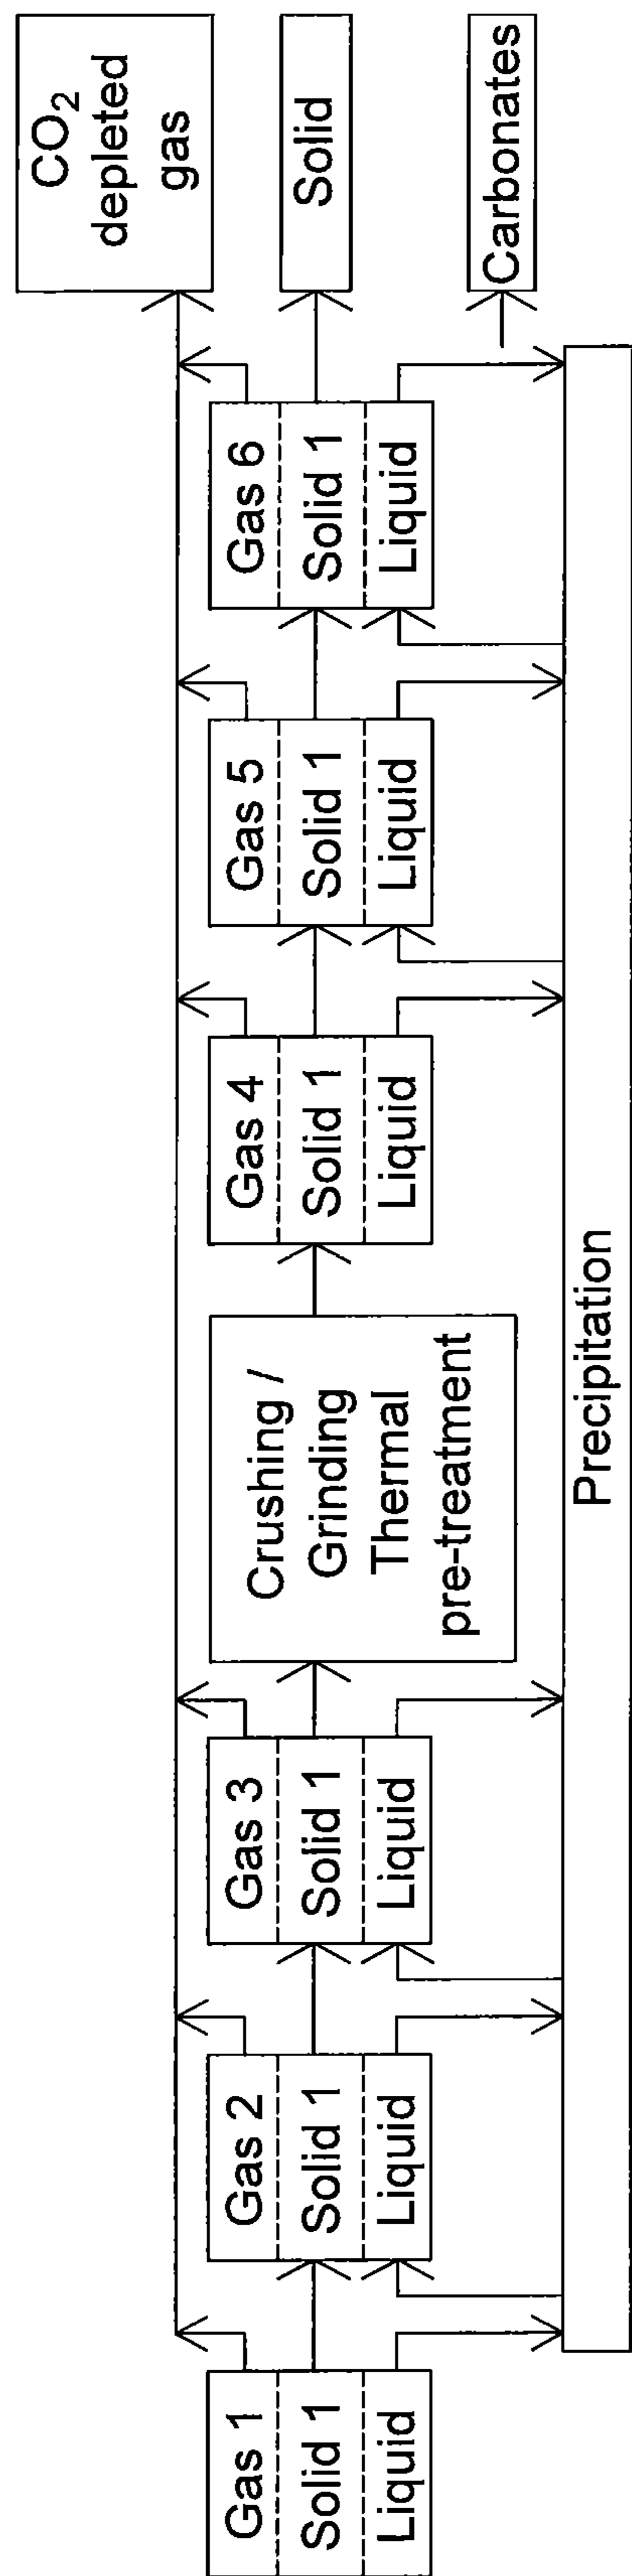 Gas 1
Solid 1
Liquid
Gas 2
Solid 1
Liquid
Gas 3
Solid 1
Liquid
Crushing /
Grinding
Thermal
pre-treatment
Gas 4
Solid 1
Liquid
Gas 5
Solid 1
Liquid
Gas 6
Solid 1
Liquid
CO₂
depleted
gas
Solid
Carbonates
Precipitation